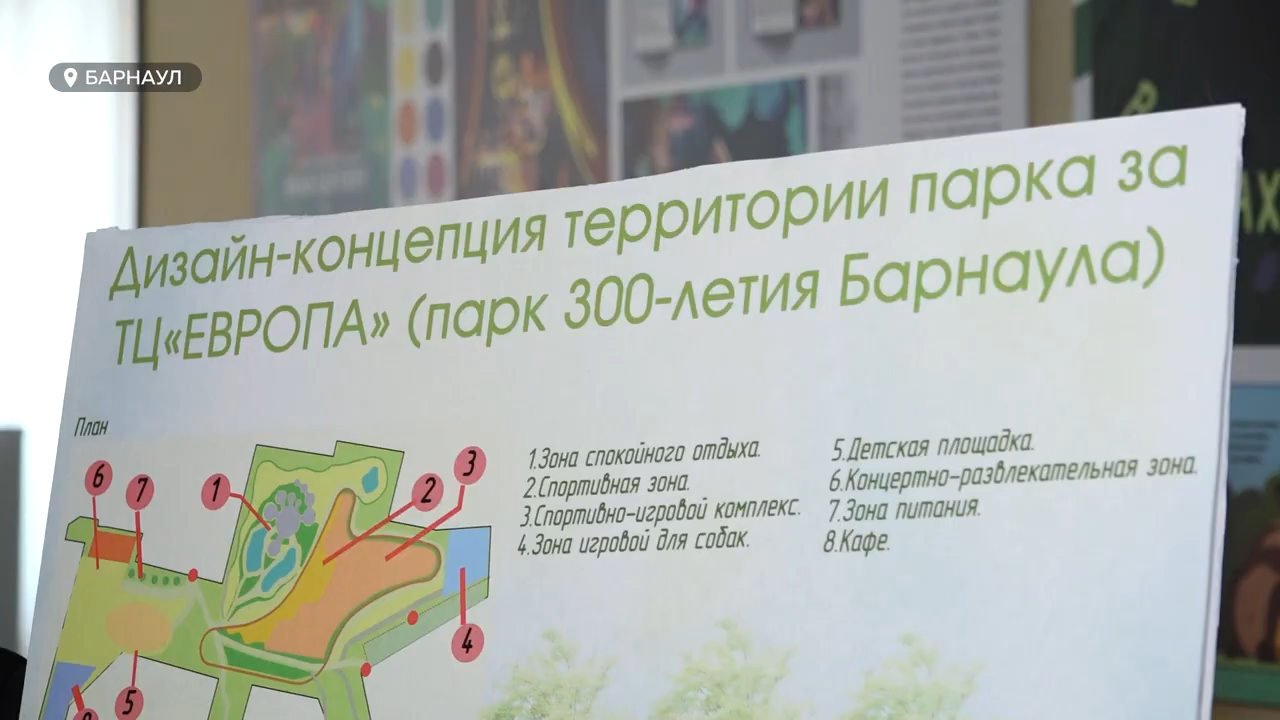 БАРНАУЛ
Дизайн-концепция территории парка за
ТЦ«ЕВРОПА» (парк 300-летия Барнаула)
План
1.Зона спокойного отдыха.
2.Спортивная зона.
3.Спортивно-игровой комплекс.
4.Зона игровой для собак.
5.Детская площадка.
6.Концертно-развлекательная зона.
7.Зона питания.
8.Кафе.
6
7
1
2
3
4
5